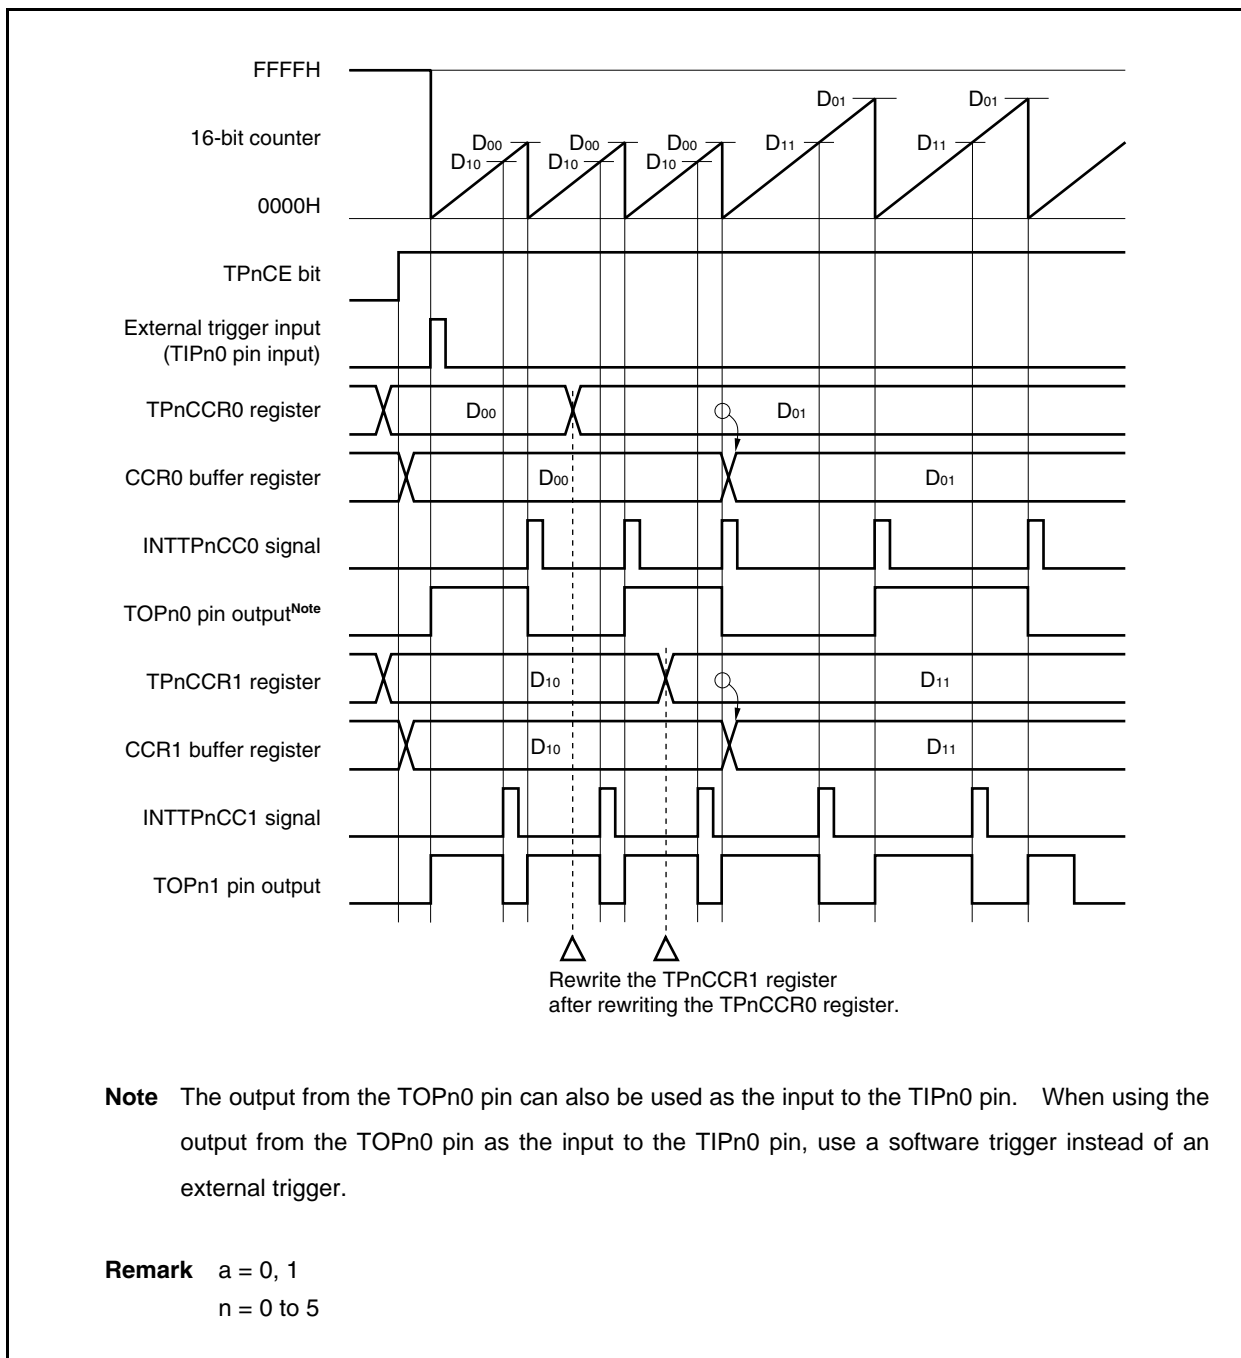 FFFFH
D01 D01
16-bit counter D00 D00 D00 D11 D11
D10 D10 D10
0000H
TPnCE bit
External trigger input
(TIPn0 pin input)
TPnCCR0 register D00 D01
CCR0 buffer register D00 D01
INTTPnCC0 signal
TOPn0 pin outputNote
TPnCCR1 register D10 D11
CCR1 buffer register D10 D11
INTTPnCC1 signal
TOPn1 pin output
Rewrite the TPnCCR1 register
after rewriting the TPnCCR0 register.
Note The output from the TOPn0 pin can also be used as the input to the TIPn0 pin. When using the
output from the TOPn0 pin as the input to the TIPn0 pin, use a software trigger instead of an
external trigger.
Remark a = 0, 1
n = 0 to 5